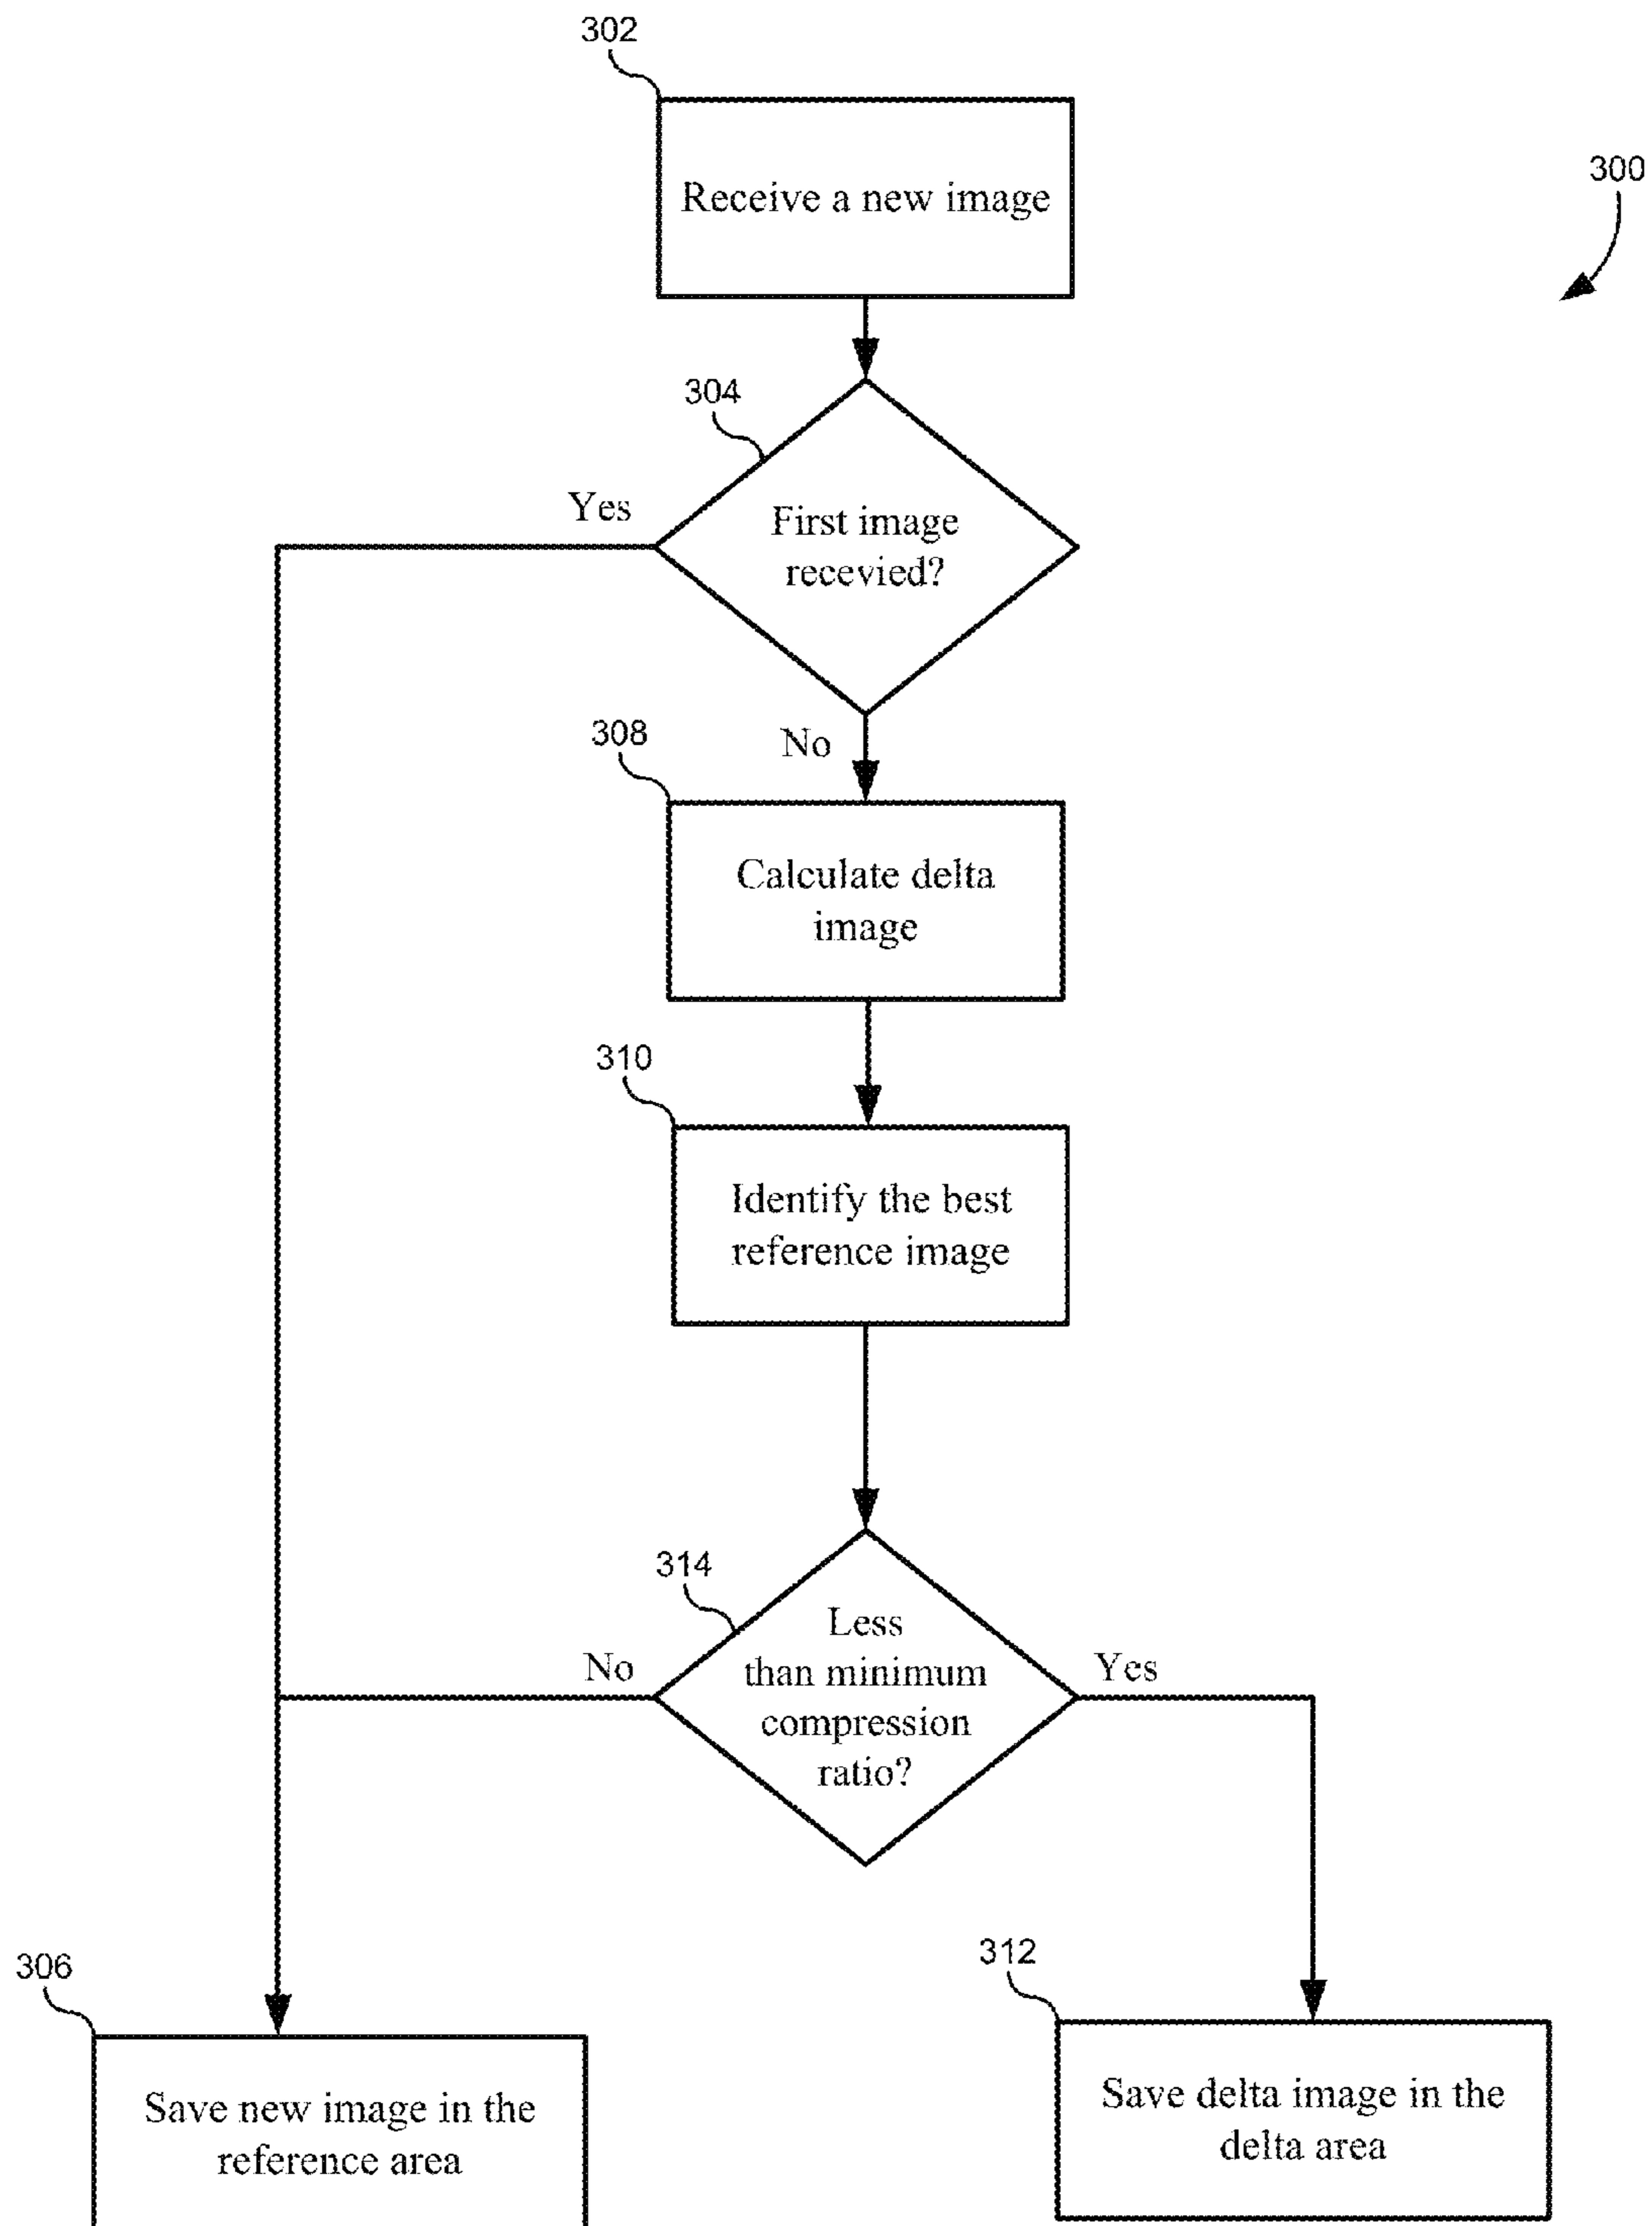 302
Receive a new image
300
304
Yes
First image
recevied?
308
No
Calculate delta
image
310
Identify the best
reference image
314
Less
than minimum
compression
ratio?
No
Yes
306
Save new image in the
reference area
312
Save delta image in the
delta area